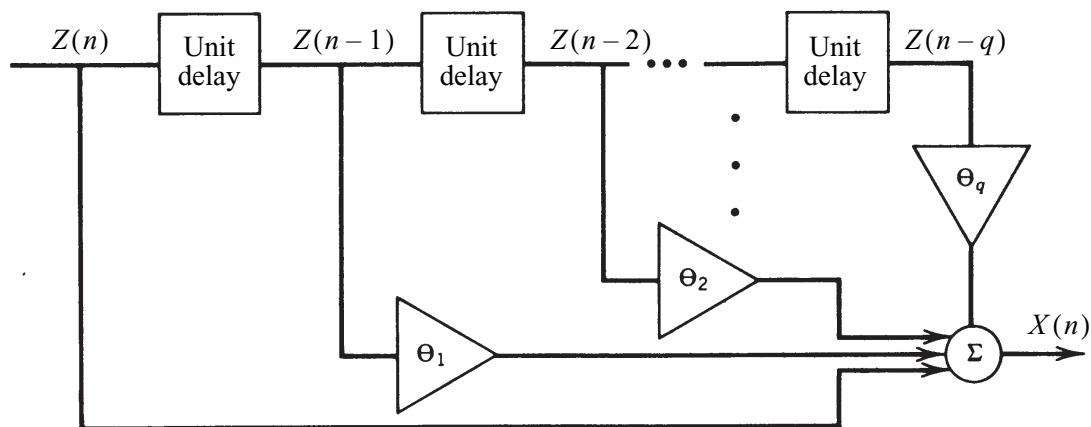 Z(n)
Unit
delay
Z(n – 1)
Unit
delay
Z(n – 2)
Unit
delay
Z(n – q)
Θq
Θ2
Θ1
Σ
X(n)